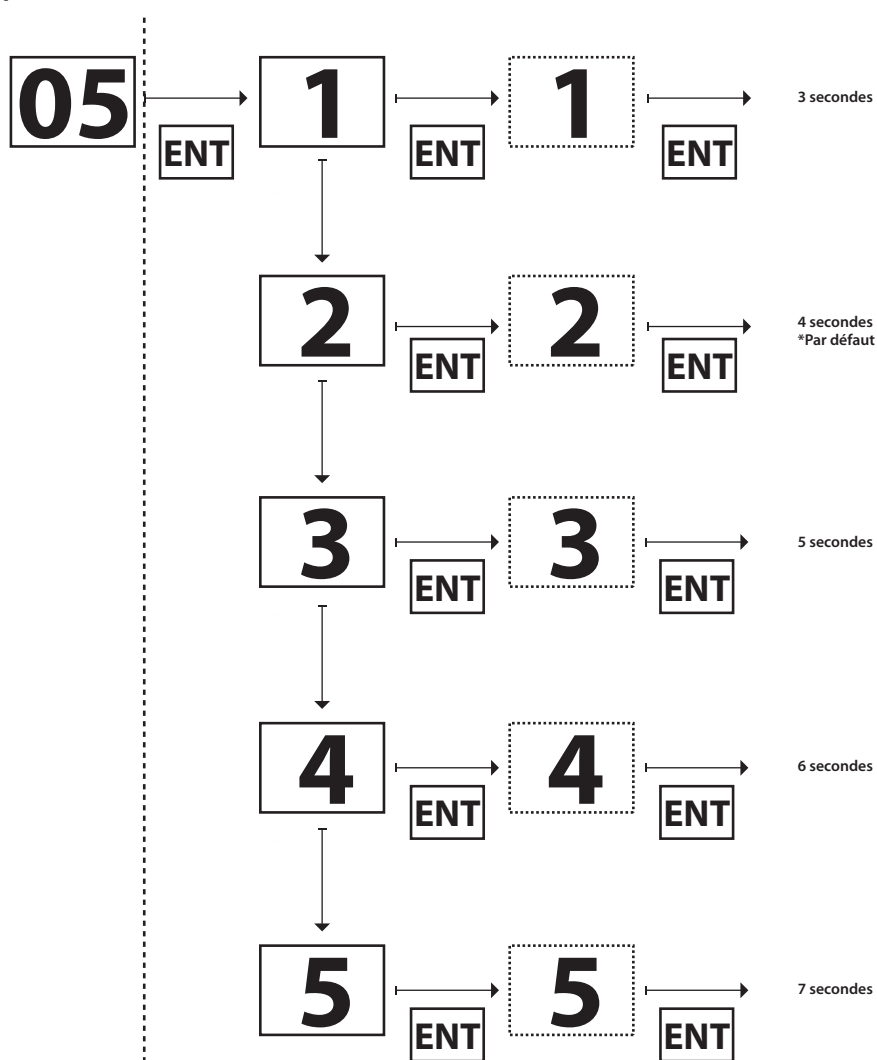 05 1 1 3 secondes
ENT ENT ENT
2 2 4 secondes
*Par défaut
ENT ENT
3 3 5 secondes
ENT ENT
4 4 6 secondes
ENT ENT
5 5 7 secondes
ENT ENT